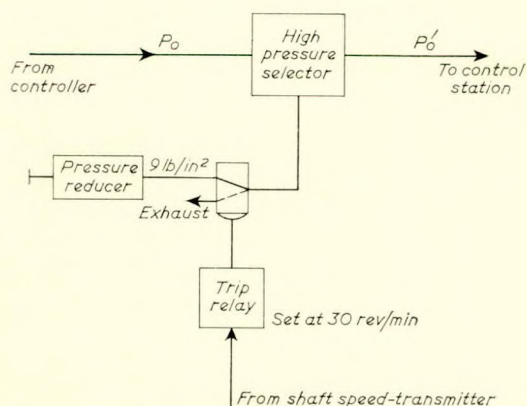 P₀
From
controller
High
pressure
selector
P₀′
To control
station
Pressure
reducer
9 lb/in²
Exhaust
Trip
relay
Set at 30 rev/min
From shaft speed-transmitter